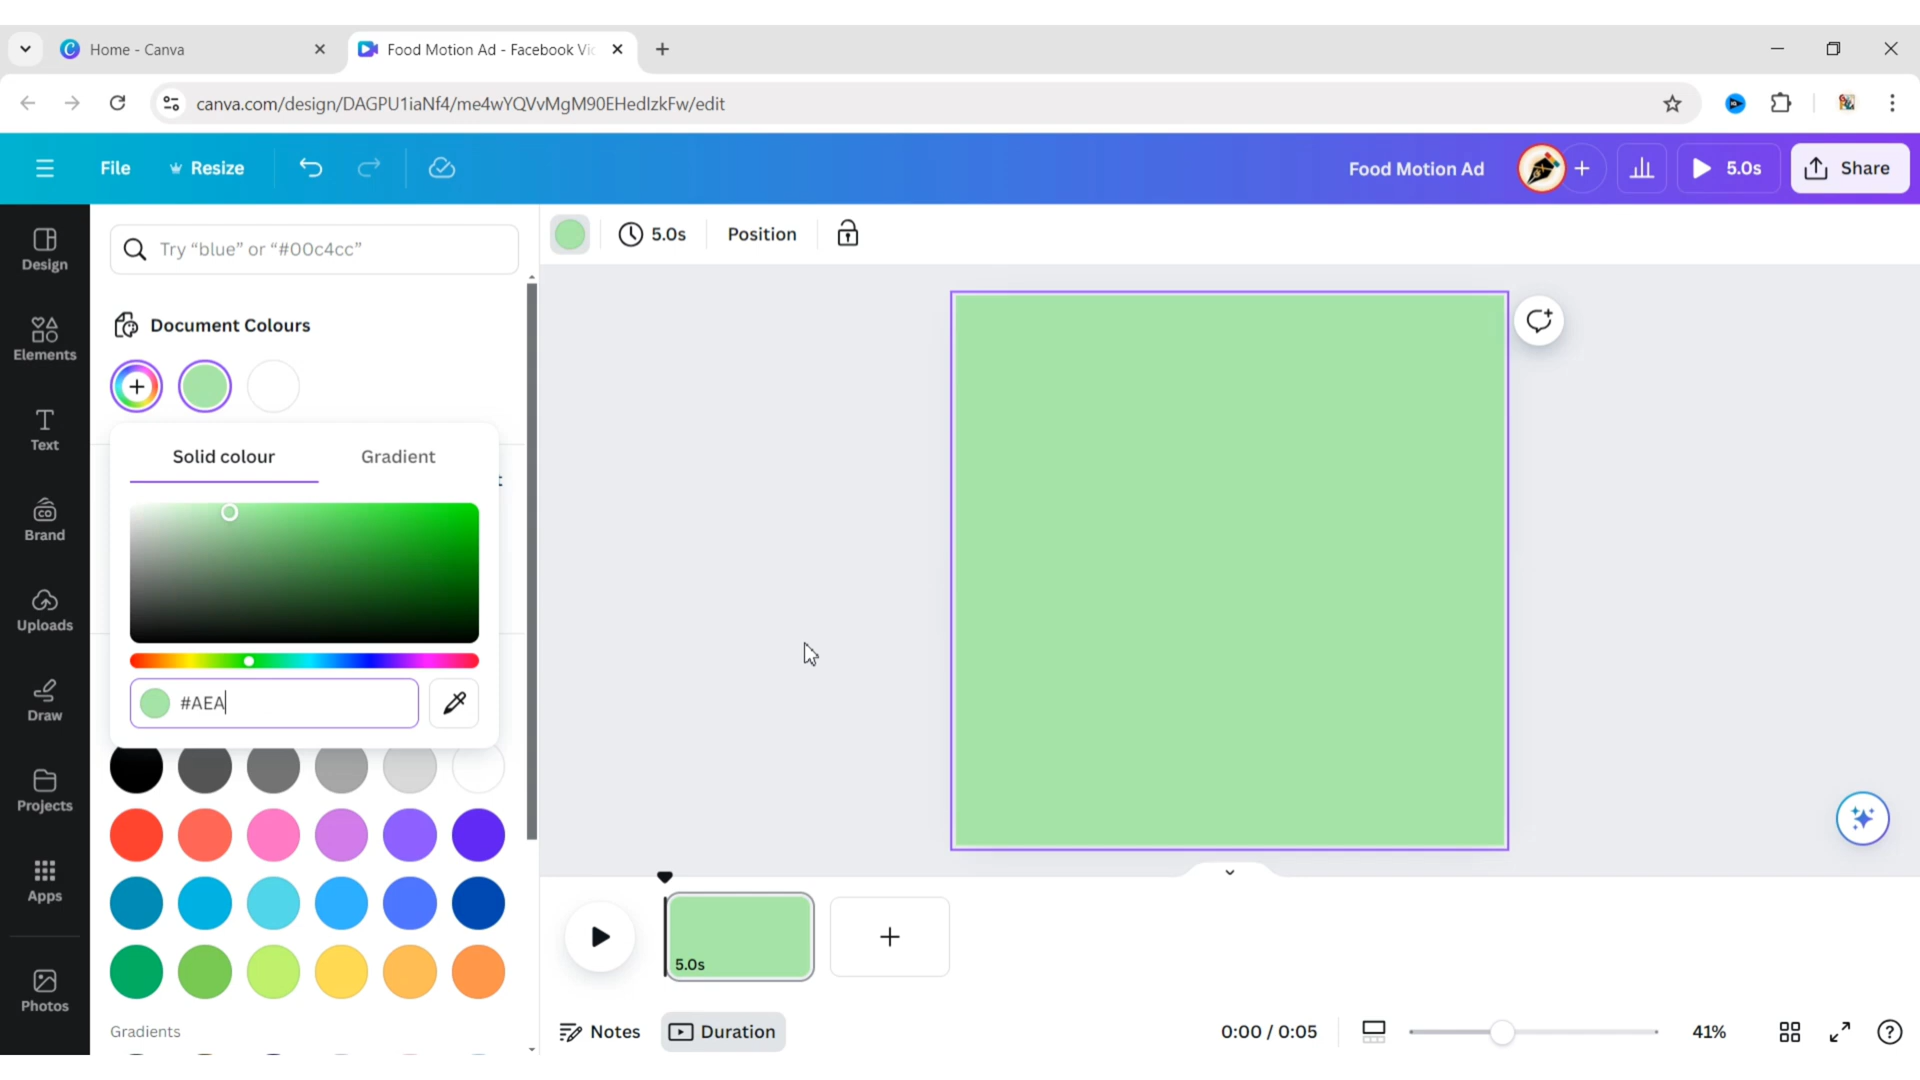 Home - Canva
Food Motion Ad - Facebook Vi
canva.com/design/DAGPU1iaNf4/me4wYQVvMgM90EHedIzkFw/edit
File
Resize
Food Motion Ad
5.0s
Share
Design
Elements
Text
Brand
Uploads
Draw
Projects
Apps
Photos
Try “blue” or “#00c4cc”
Document Colours
Solid colour
Gradient
#AEA
Gradients
5.0s
Position
5.0s
Notes
Duration
0:00 / 0:05
41%